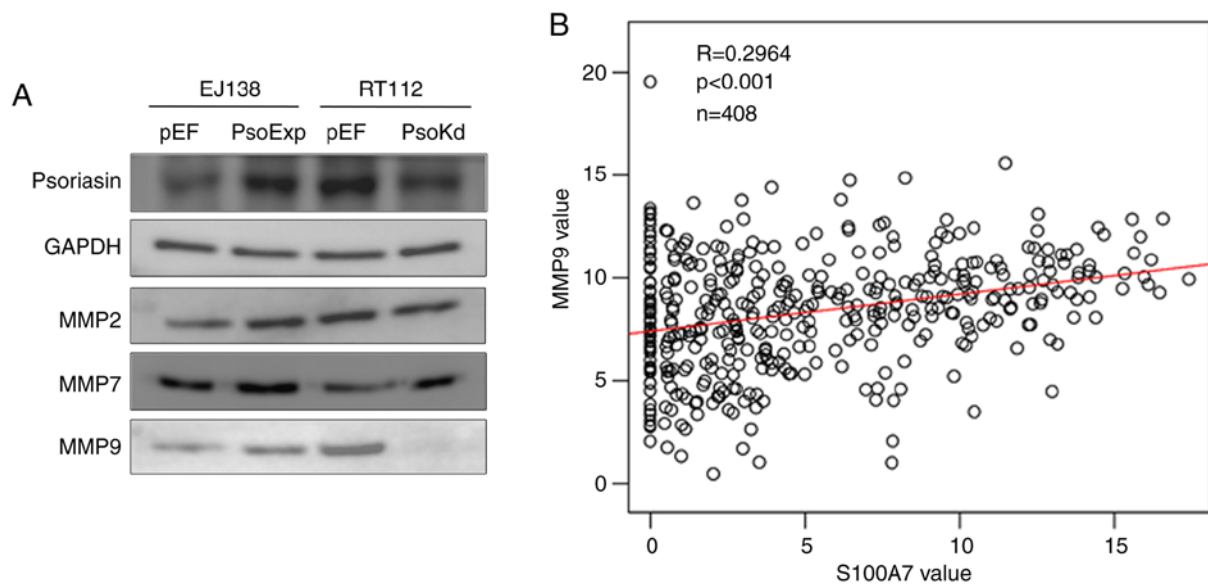 A
EJ138 RT112
pEF PsoExp pEF PsoKd
Psoriasin
GAPDH
MMP2
MMP7
MMP9
B
R=0.2964
p<0.001
n=408
MMP9 value
20
15
10
5
0
0 5 10 15
S100A7 value